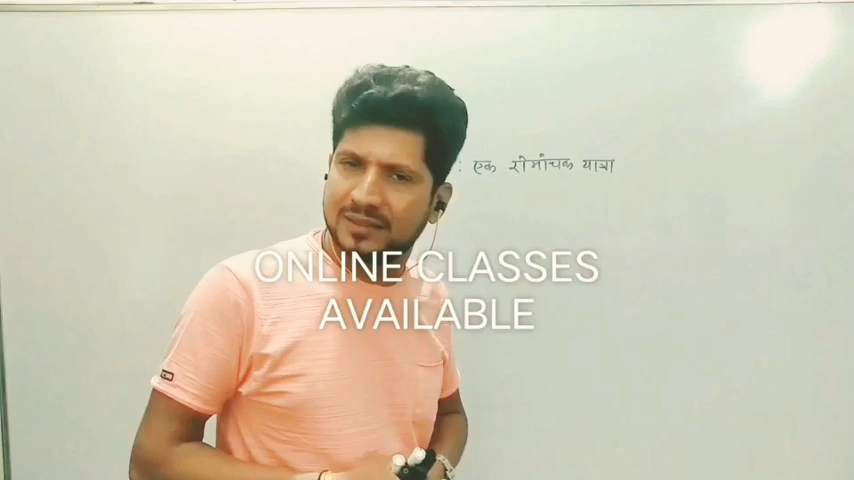 : एक रोमांचक यात्रा
ONLINE CLASSES
AVAILABLE